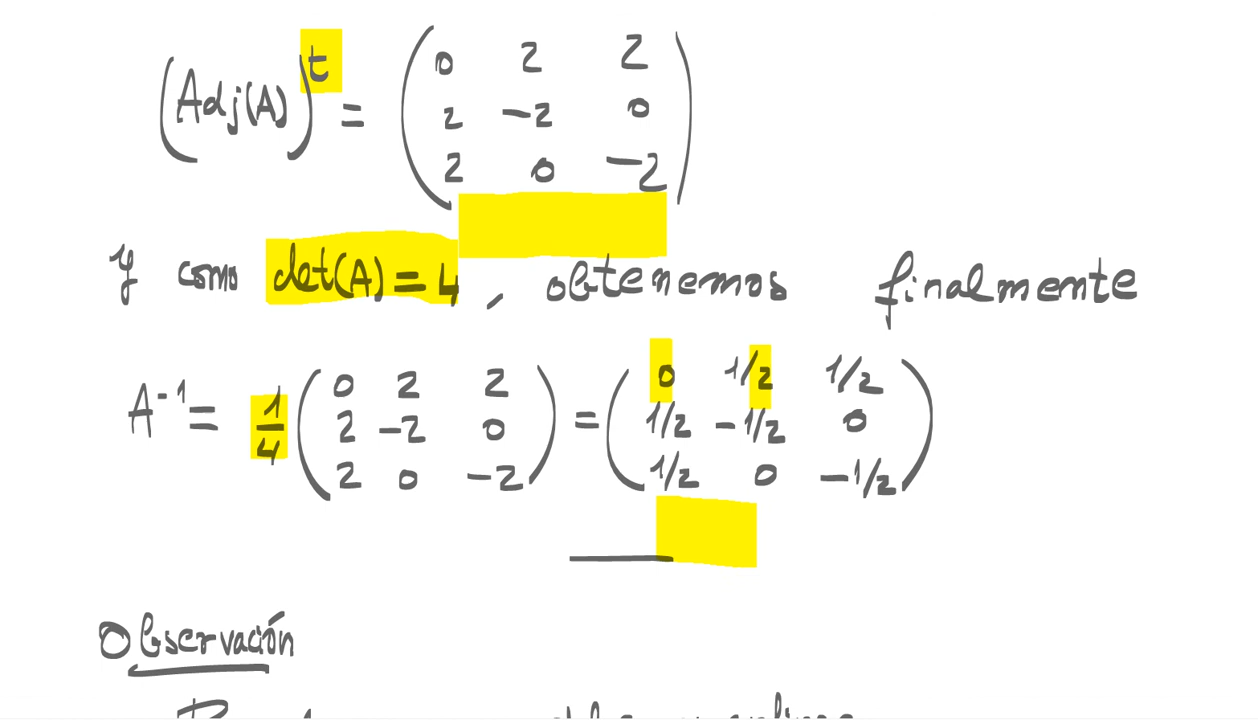 (Adj(A))^t = ( 0 2 2
2 -2 0
2 0 -2 )
y como det(A) = 4, obtenemos finalmente
A^-1 = 1/4 ( 0 2 2
2 -2 0
2 0 -2 ) = ( 0 1/2 1/2
1/2 -1/2 0
1/2 0 -1/2 )
Observación